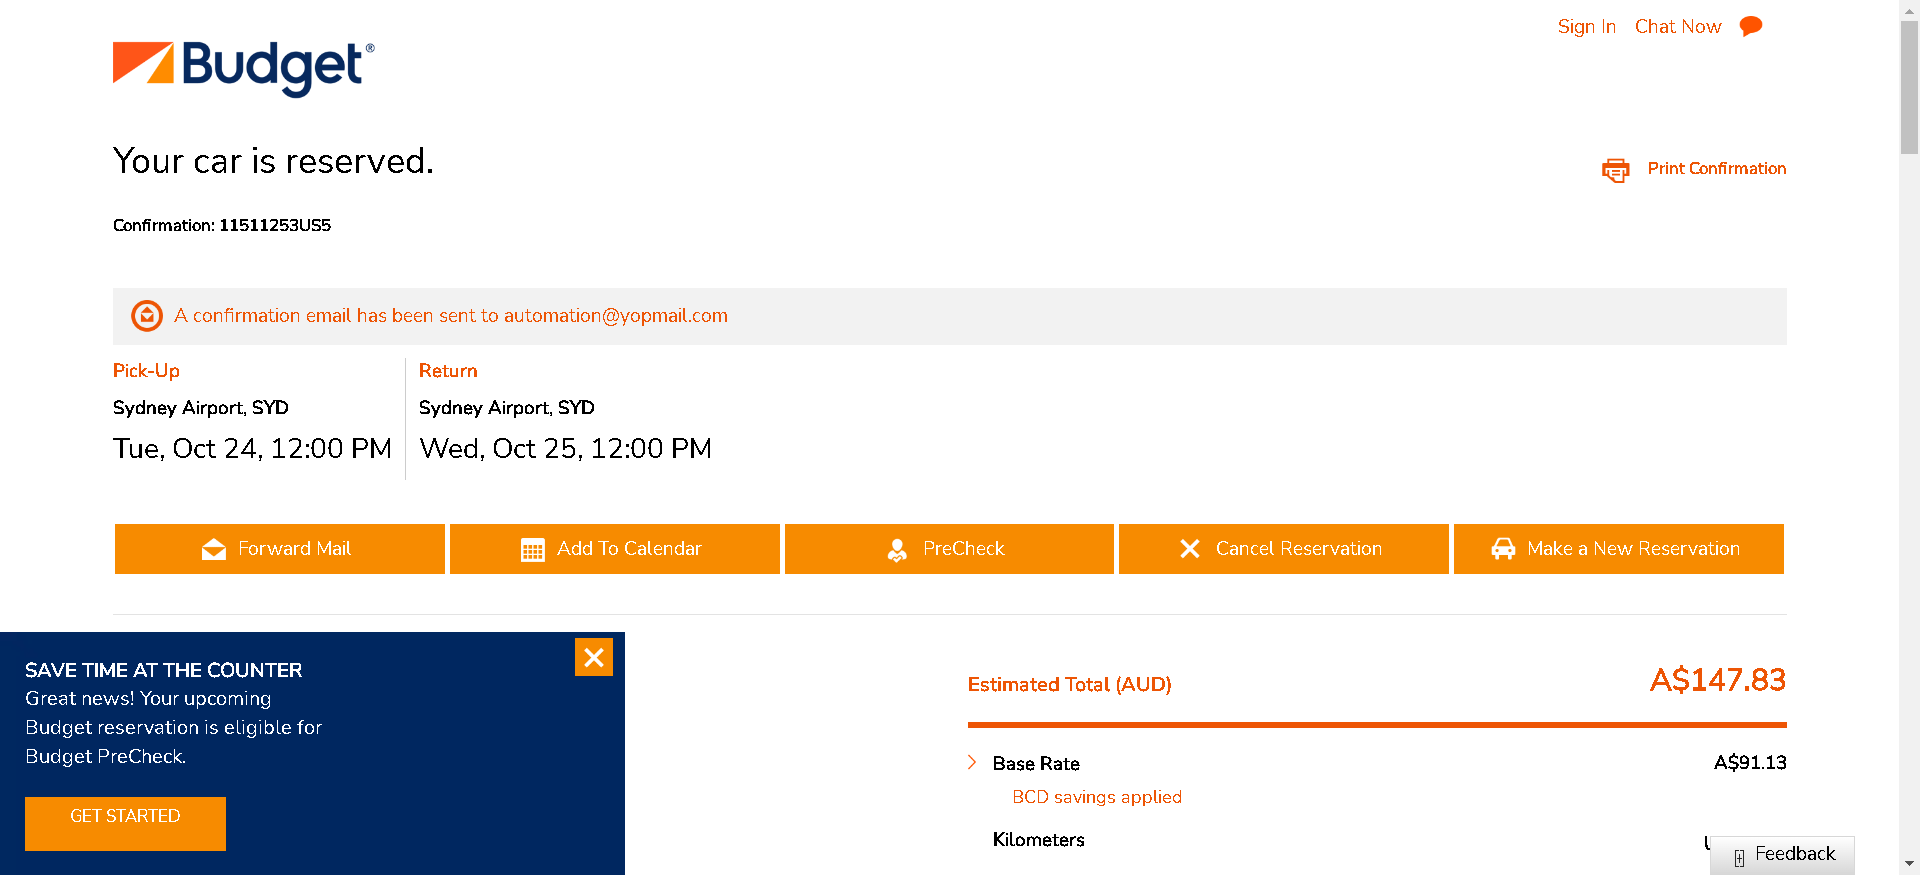 Sign In Chat Now
Budget®
Your car is reserved.
Print Confirmation
Confirmation: 11511253US5
A confirmation email has been sent to automation@yopmail.com
Pick-Up
Sydney Airport, SYD
Tue, Oct 24, 12:00 PM
Return
Sydney Airport, SYD
Wed, Oct 25, 12:00 PM
Forward Mail
Add To Calendar
PreCheck
Cancel Reservation
Make a New Reservation
SAVE TIME AT THE COUNTER
Great news! Your upcoming
Budget reservation is eligible for
Budget PreCheck.
GET STARTED
Estimated Total (AUD) A$147.83
Base Rate A$91.13
BCD savings applied
Kilometers
Feedback